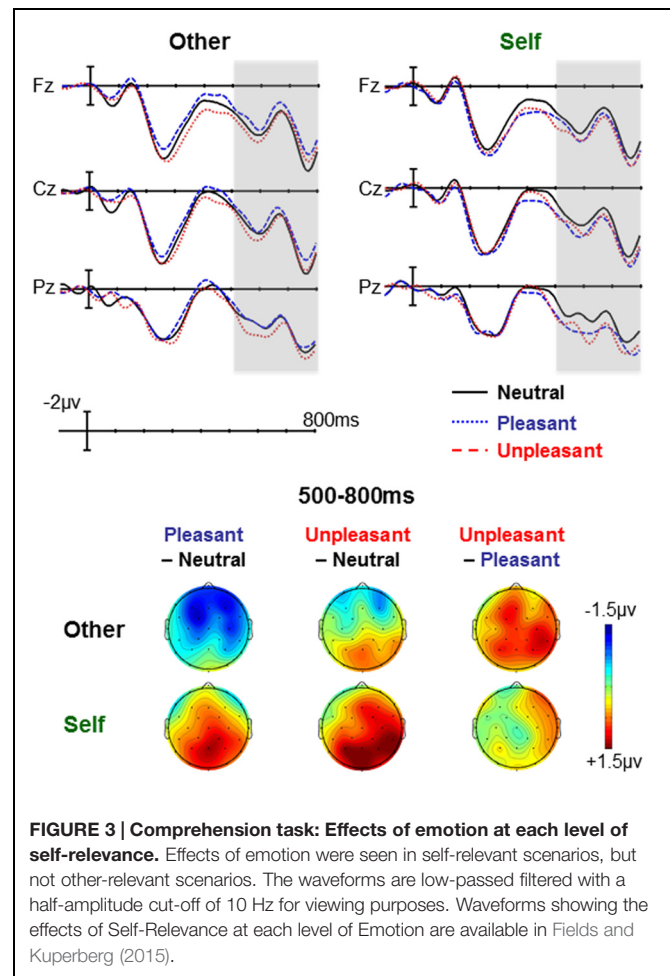 Other Self
Fz Fz
Cz Cz
Pz Pz
-2µv
800ms
Neutral
Pleasant
Unpleasant
500-800ms
Pleasant Unpleasant Unpleasant
– Neutral – Neutral – Pleasant
Other
-1.5µv
Self
+1.5µv
FIGURE 3 | Comprehension task: Effects of emotion at each level of
self-relevance. Effects of emotion were seen in self-relevant scenarios, but
not other-relevant scenarios. The waveforms are low-passed filtered with a
half-amplitude cut-off of 10 Hz for viewing purposes. Waveforms showing the
effects of Self-Relevance at each level of Emotion are available in Fields and
Kuperberg (2015).